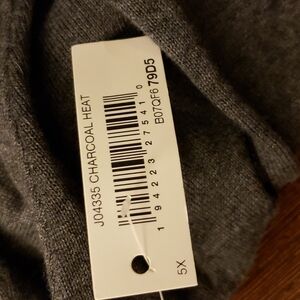 J04335 CHARCOAL HEAT
1 94223 27541 0
B07QF6 79D5
5X